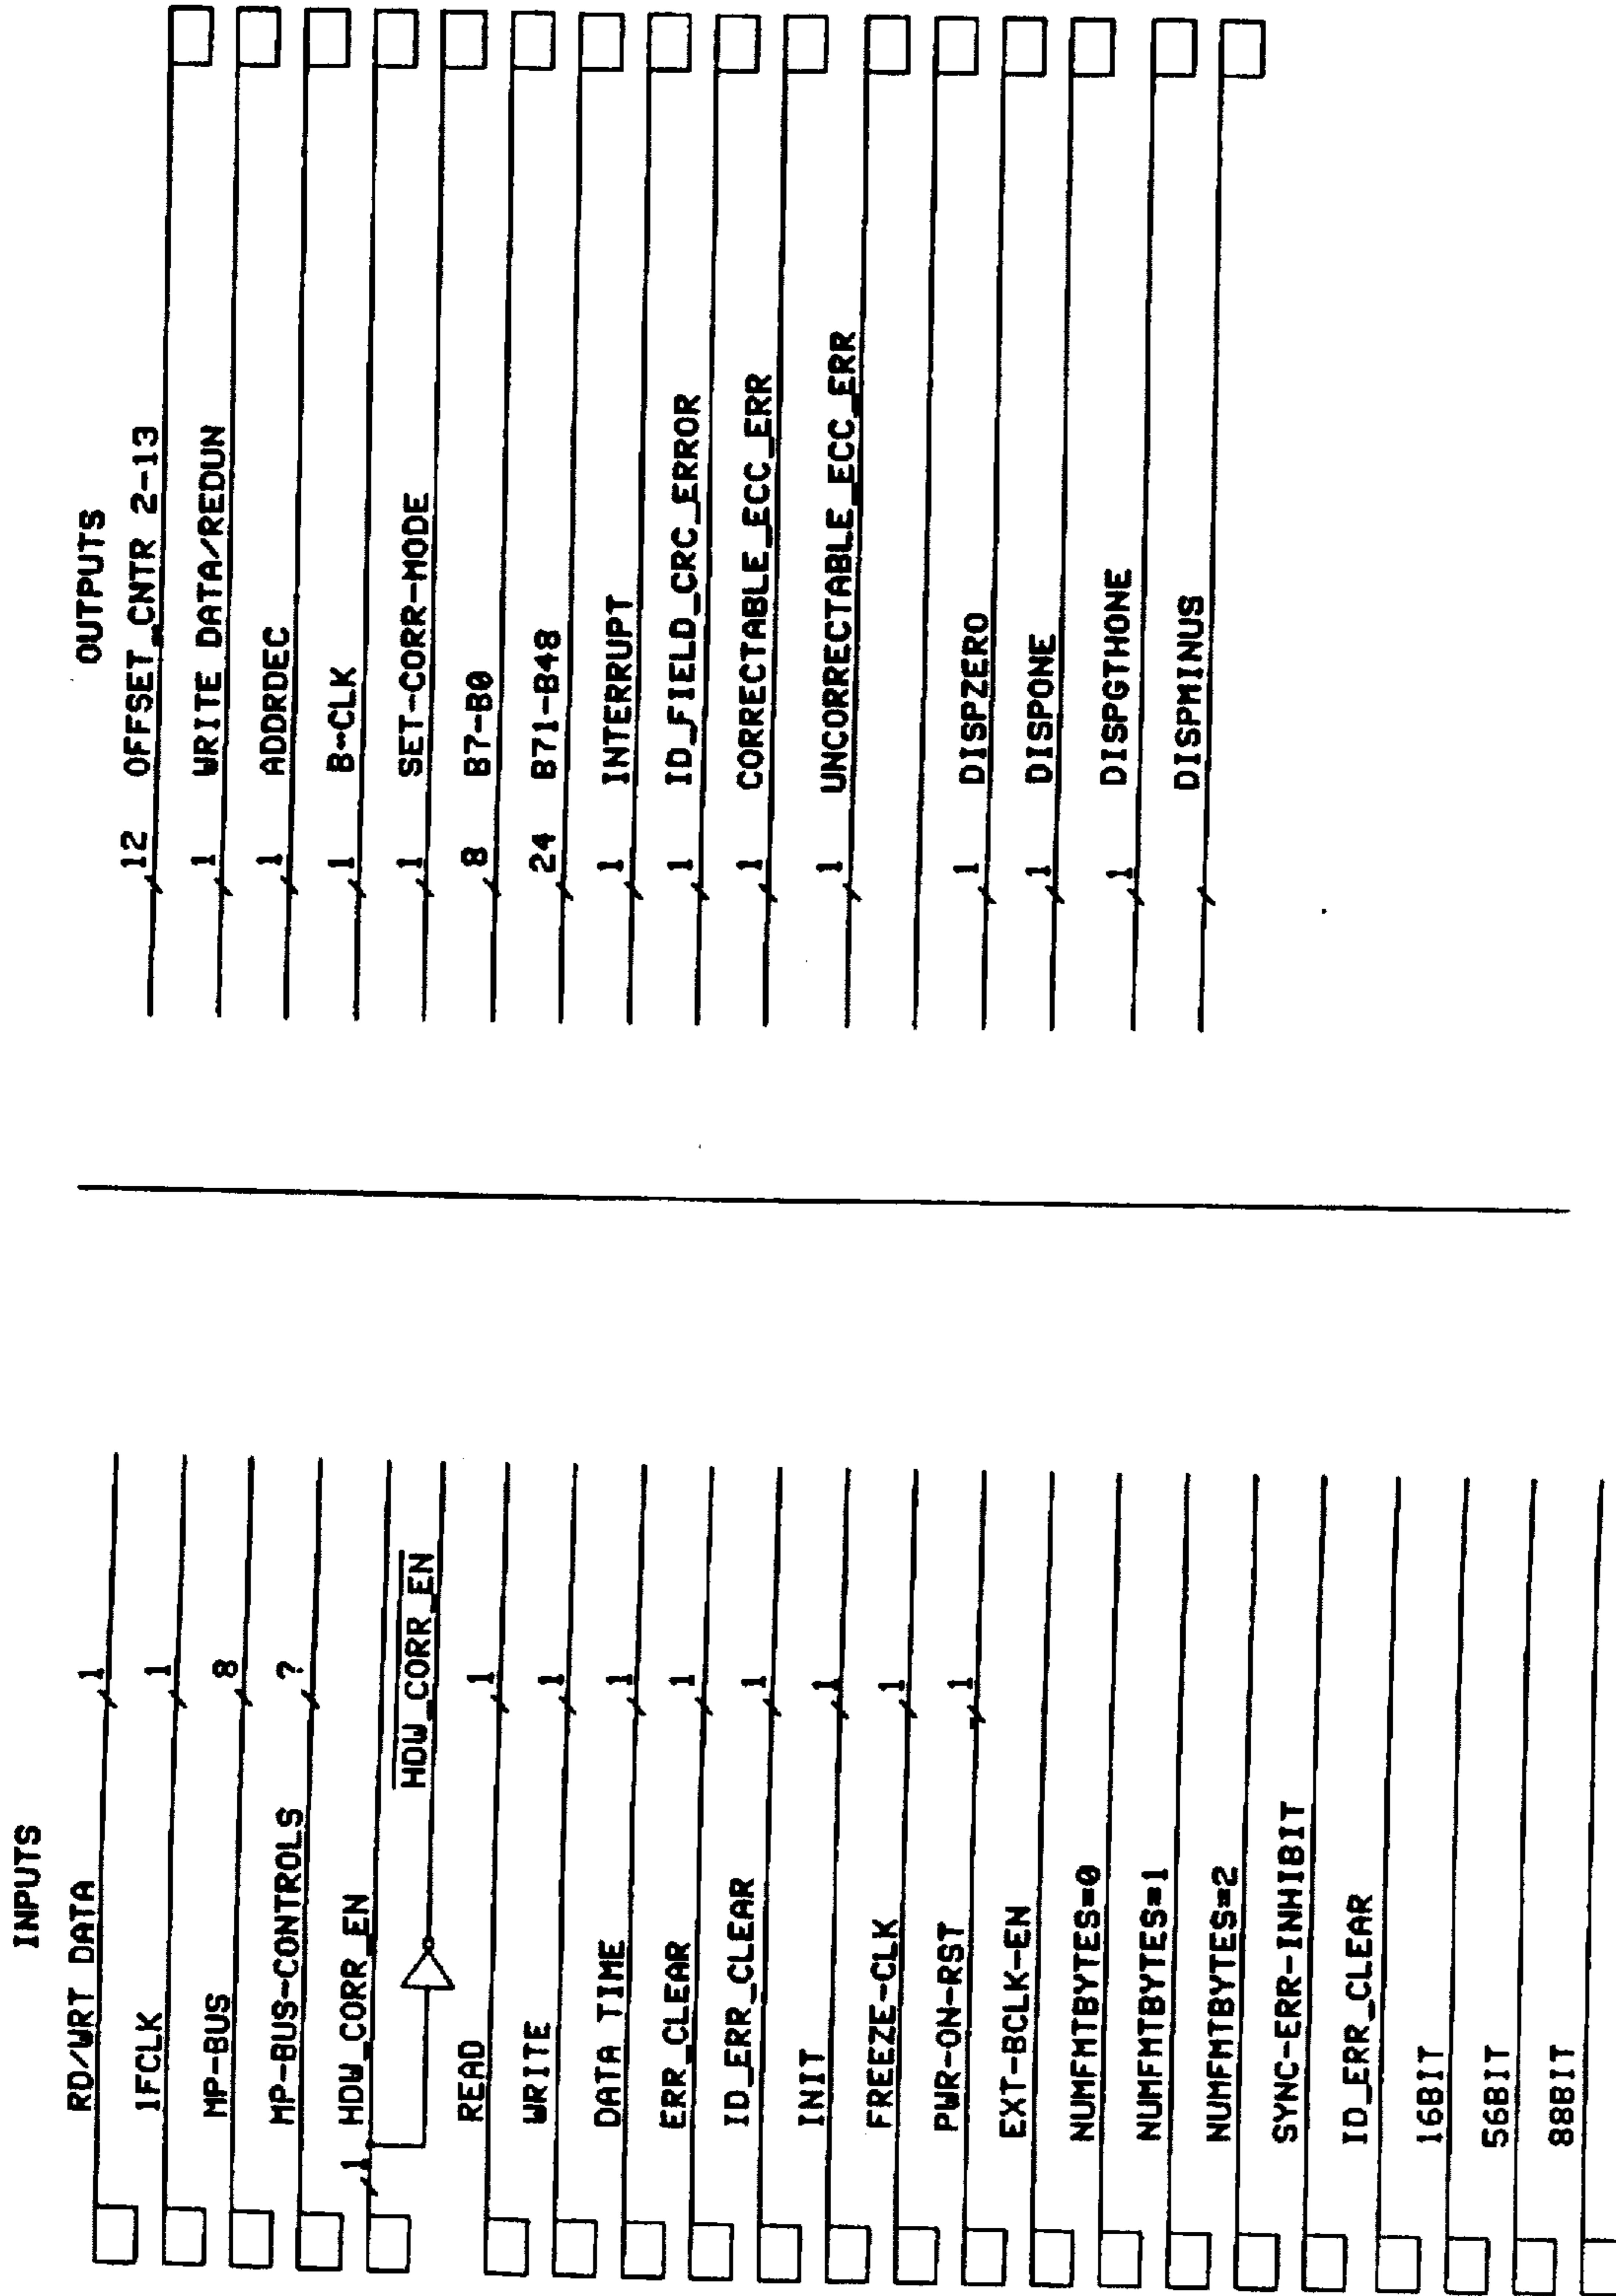 INPUTS
RD/WRT DATA 1
1FCLK 1
MP-BUS 8
MP-BUS-CONTROLS ?
1 HDW_CORR_EN
HDW_CORR_EN
READ 1
WRITE 1
DATA TIME 1
ERR_CLEAR 1
ID_ERR_CLEAR 1
INIT 1
FREEZE-CLK 1
PWR-ON-RST 1
EXT-BCLK-EN
NUMFMTBYTES=0
NUMFMTBYTES=1
NUMFMTBYTES=2
SYNC-ERR-INHIBIT
ID_ERR_CLEAR
16BIT
56BIT
88BIT
OUTPUTS
12 OFFSET_CNTR 2-13
1 WRITE DATA/REDUN
1 ADDRDEC
1 B-CLK
1 SET-CORR-MODE
8 B7-B0
24 B71-B48
1 INTERRUPT
1 ID_FIELD_CRC_ERROR
1 CORRECTABLE_ECC_ERR
1 UNCORRECTABLE_ECC_ERR
1 DISPZERO
1 DISPONE
1 DISPGTHONE
DISPMINUS